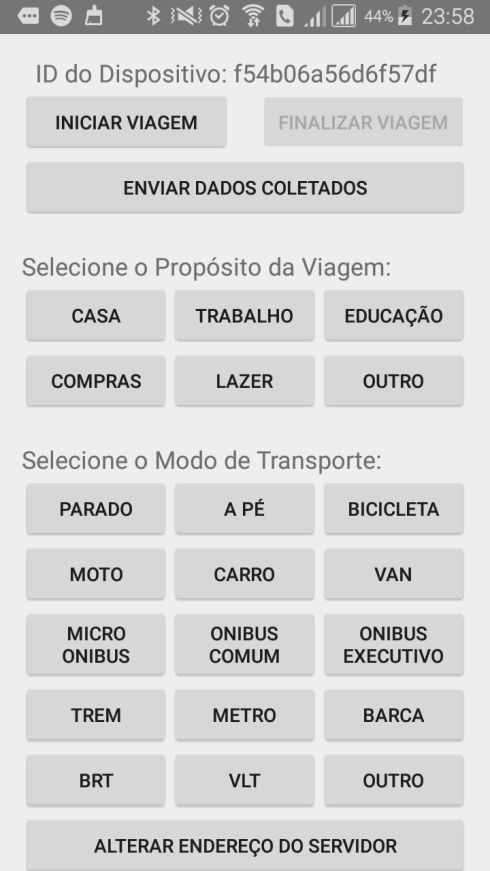 44% 23:58
ID do Dispositivo: f54b06a56d6f57df
INICIAR VIAGEM FINALIZAR VIAGEM
ENVIAR DADOS COLETADOS
Selecione o Propósito da Viagem:
CASA TRABALHO EDUCAÇÃO
COMPRAS LAZER OUTRO
Selecione o Modo de Transporte:
PARADO A PÉ BICICLETA
MOTO CARRO VAN
MICRO ONIBUS ONIBUS COMUM ONIBUS EXECUTIVO
TREM METRO BARCA
BRT VLT OUTRO
ALTERAR ENDEREÇO DO SERVIDOR